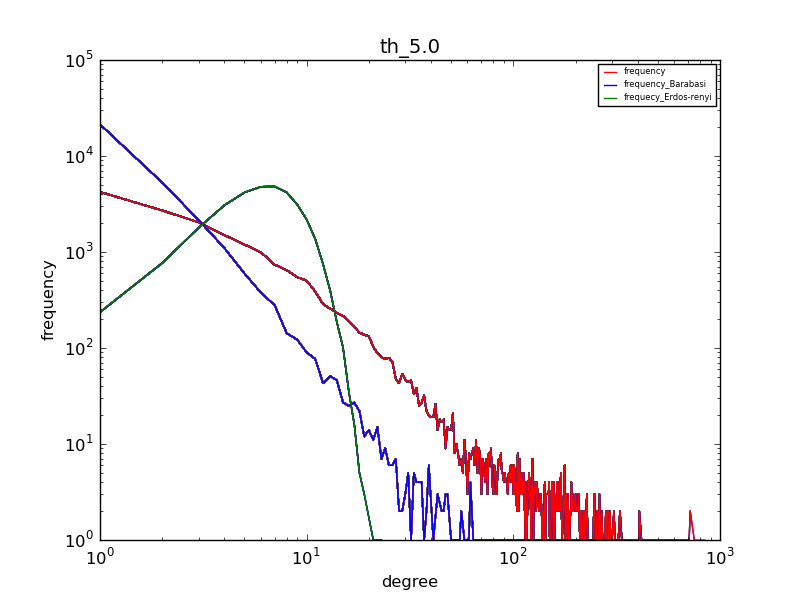 th_5.0
frequency
frequency_Barabasi
frequecy_Erdos-renyi
10^5
10^4
10^3
10^2
10^1
10^0
frequency
10^0 10^1 10^2 10^3
degree